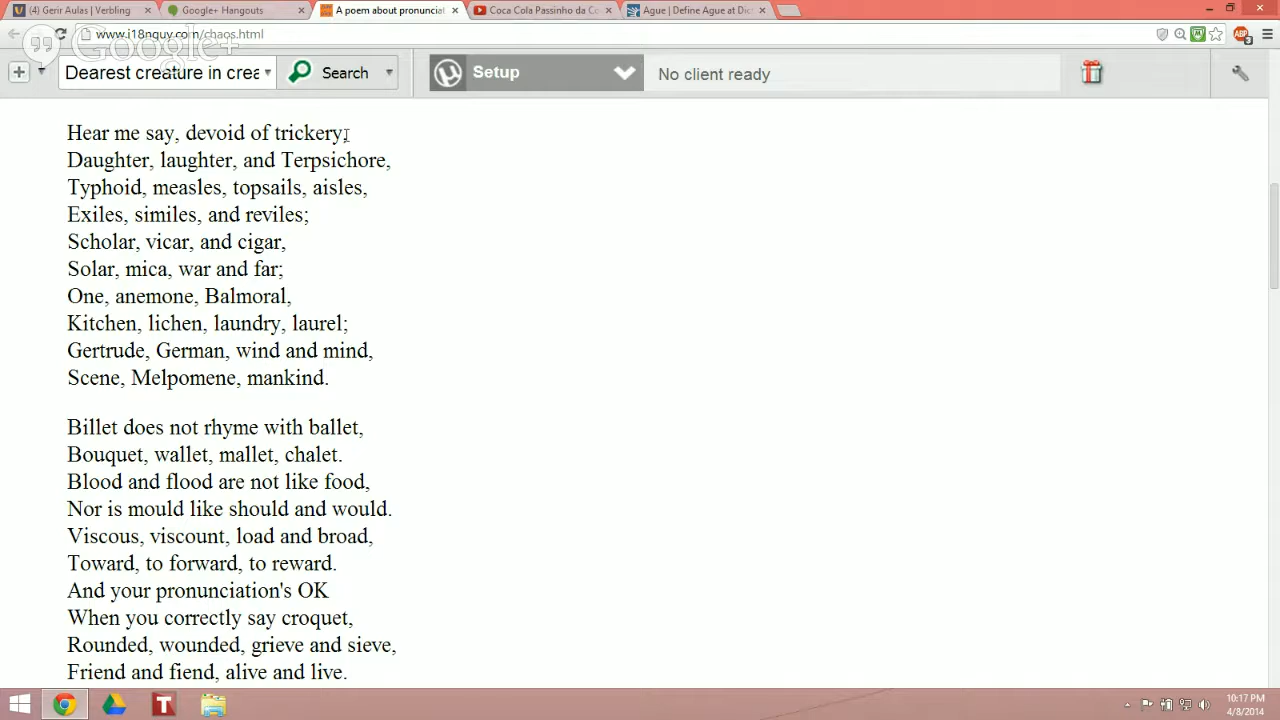 (4) Gerir Aulas | Verbling
Google+ Hangouts
A poem about pronuncia
Coca Cola Passinho da Co
Ague | Define Ague at Dic
www.i18nguy.com/chaos.html
Google+
Dearest creature in crea
Search
Setup
No client ready
Hear me say, devoid of trickery,
Daughter, laughter, and Terpsichore,
Typhoid, measles, topsails, aisles,
Exiles, similes, and reviles;
Scholar, vicar, and cigar,
Solar, mica, war and far;
One, anemone, Balmoral,
Kitchen, lichen, laundry, laurel;
Gertrude, German, wind and mind,
Scene, Melpomene, mankind.
Billet does not rhyme with ballet,
Bouquet, wallet, mallet, chalet.
Blood and flood are not like food,
Nor is mould like should and would.
Viscous, viscount, load and broad,
Toward, to forward, to reward.
And your pronunciation's OK
When you correctly say croquet,
Rounded, wounded, grieve and sieve,
Friend and fiend, alive and live.
10:17 PM
4/8/2014